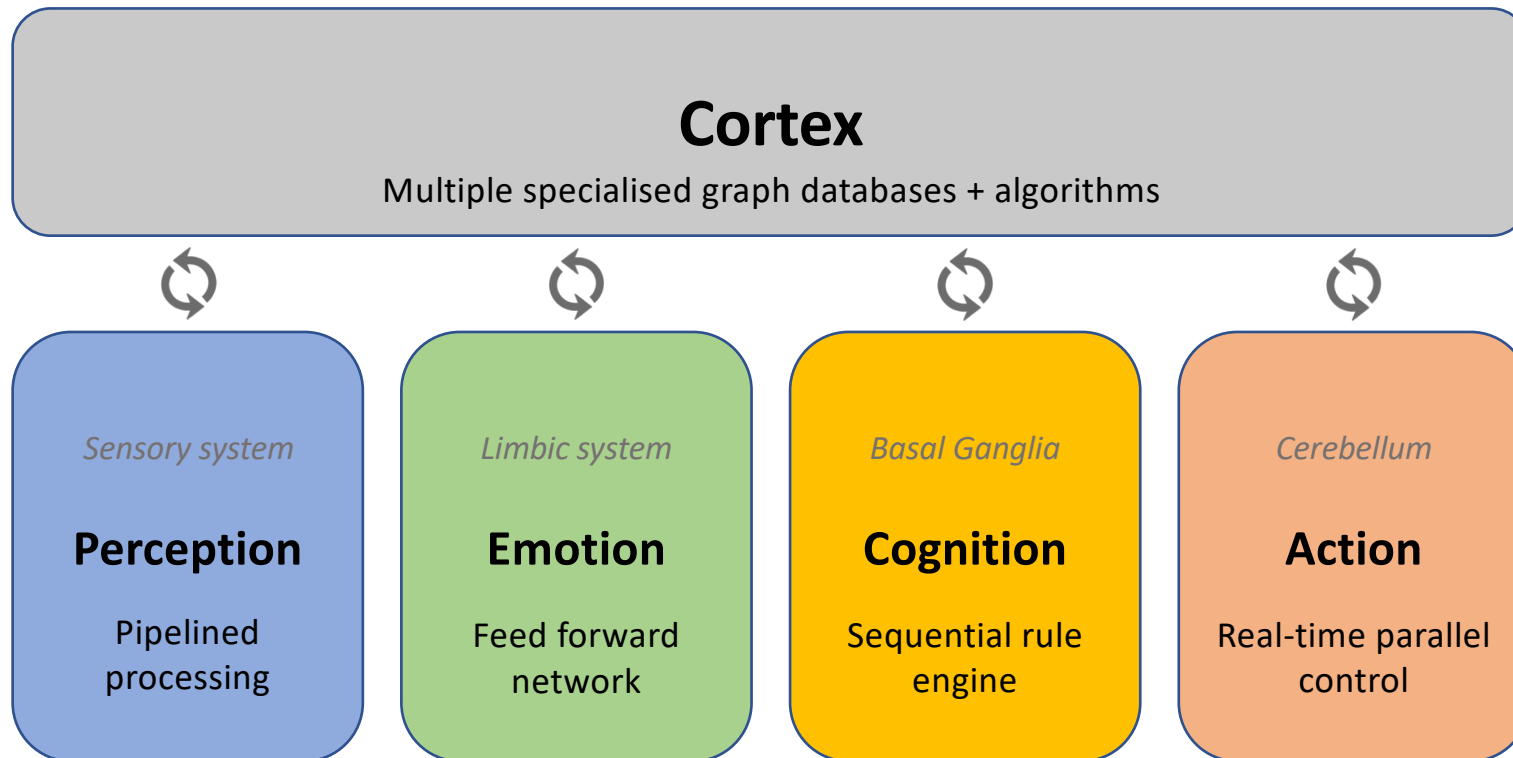 Cortex
Multiple specialised graph databases + algorithms
Sensory system
Perception
Pipelined
processing
Limbic system
Emotion
Feed forward
network
Basal Ganglia
Cognition
Sequential rule
engine
Cerebellum
Action
Real-time parallel
control